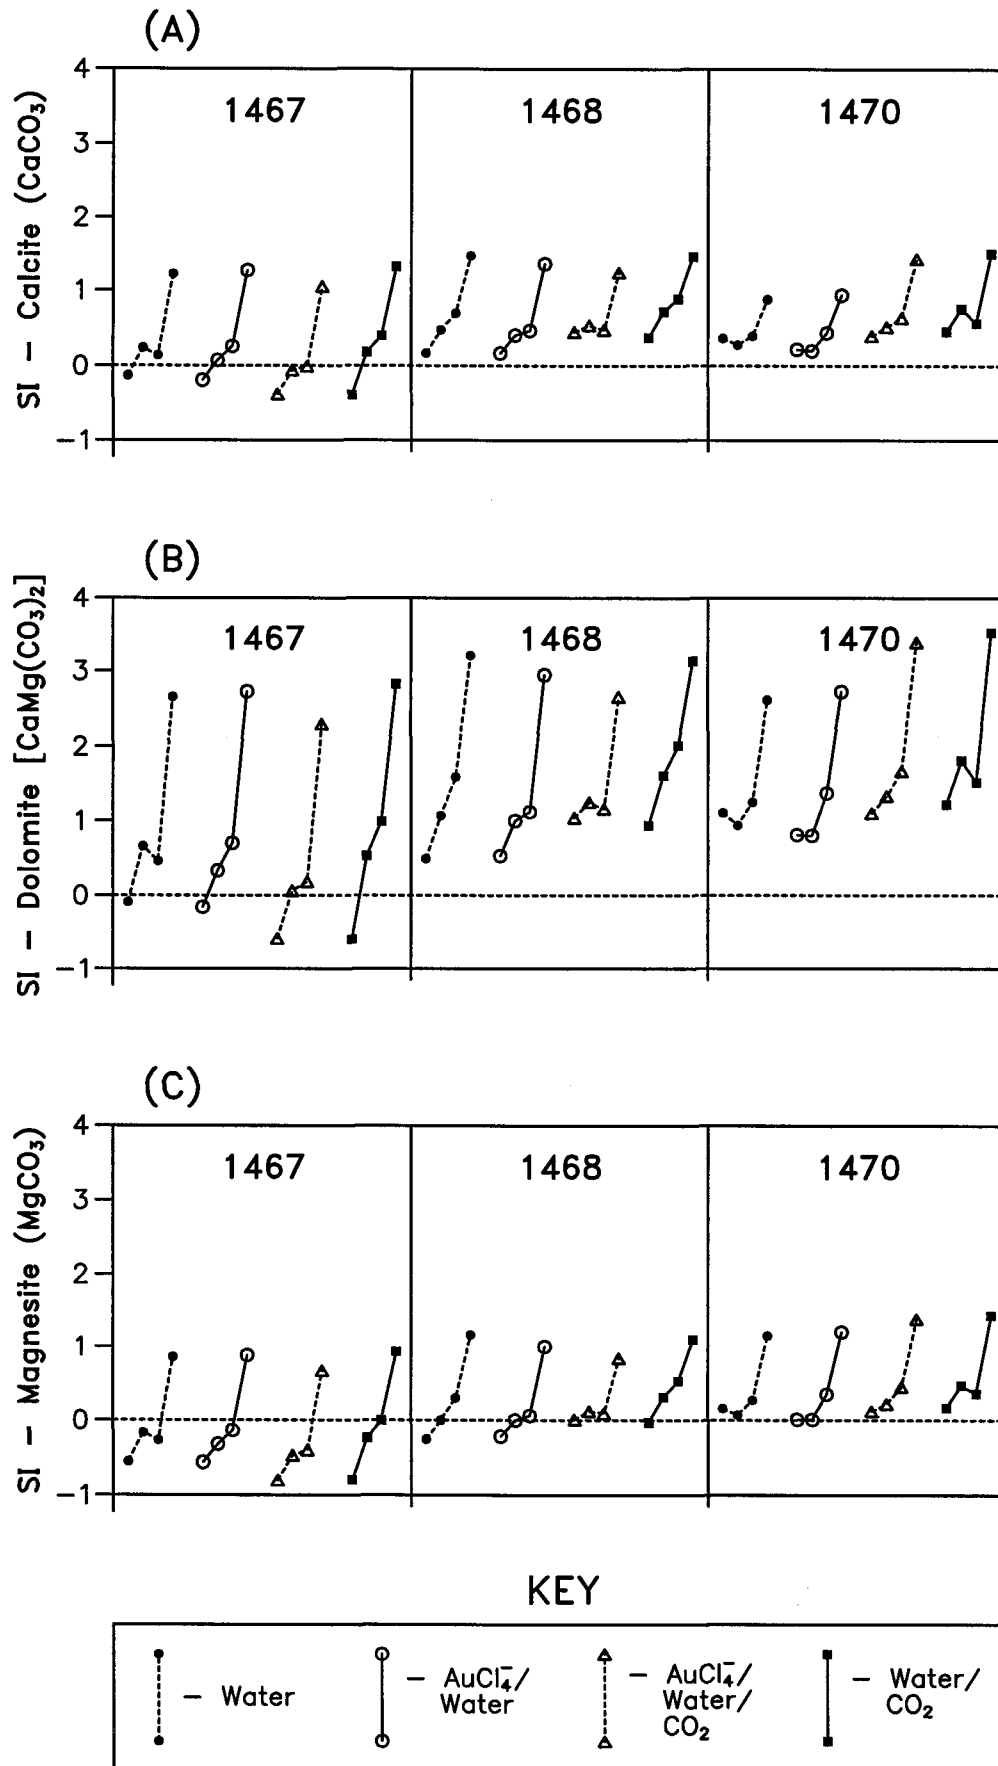 (A)
SI – Calcite (CaCO₃)
4
3
2
1
0
−1
1467
1468
1470
(B)
SI – Dolomite [CaMg(CO₃)₂]
4
3
2
1
0
−1
1467
1468
1470
(C)
SI – Magnesite (MgCO₃)
4
3
2
1
0
−1
1467
1468
1470
KEY
– Water
– AuCl₄⁻/
Water
– AuCl₄⁻/
Water/
CO₂
– Water/
CO₂